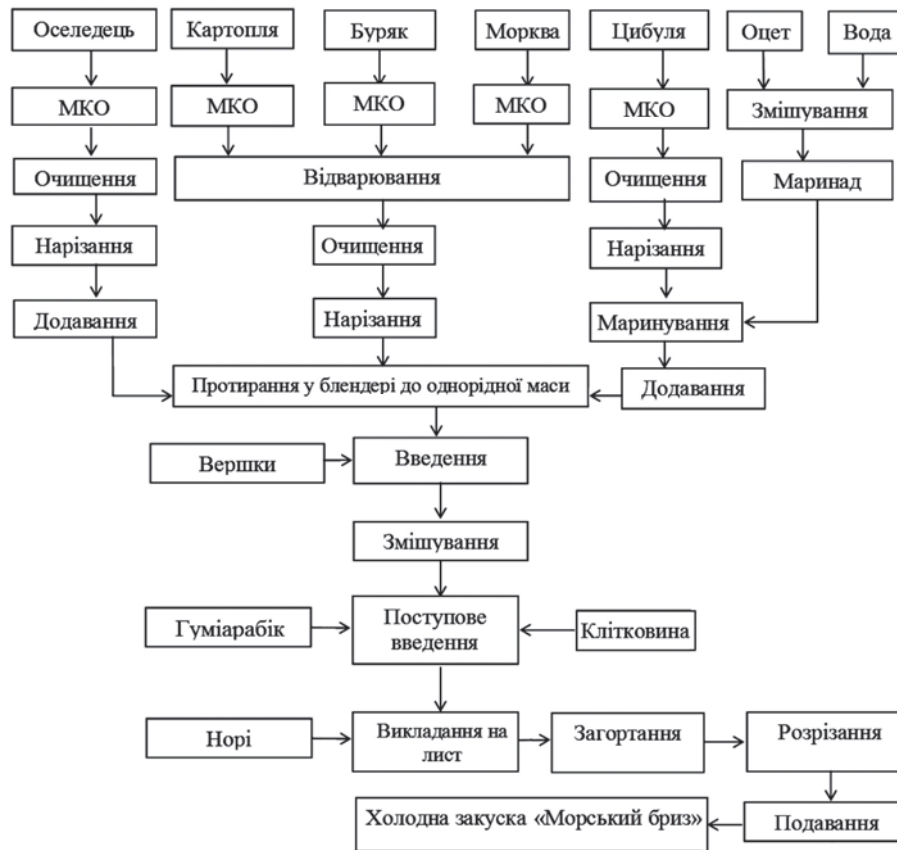 Оселедець
Картопля
Буряк
Морква
Цибуля
Оцет
Вода
МКО
МКО
МКО
МКО
МКО
Змішування
Очищення
Відварювання
Очищення
Маринад
Нарізання
Очищення
Нарізання
Додавання
Нарізання
Маринування
Протирання у блендері до однорідної маси
Додавання
Вершки
Введення
Змішування
Гуміарабік
Поступове
введення
Клітковина
Норі
Викладання на
лист
Загортання
Розрізання
Холодна закуска «Морський бриз»
Подавання